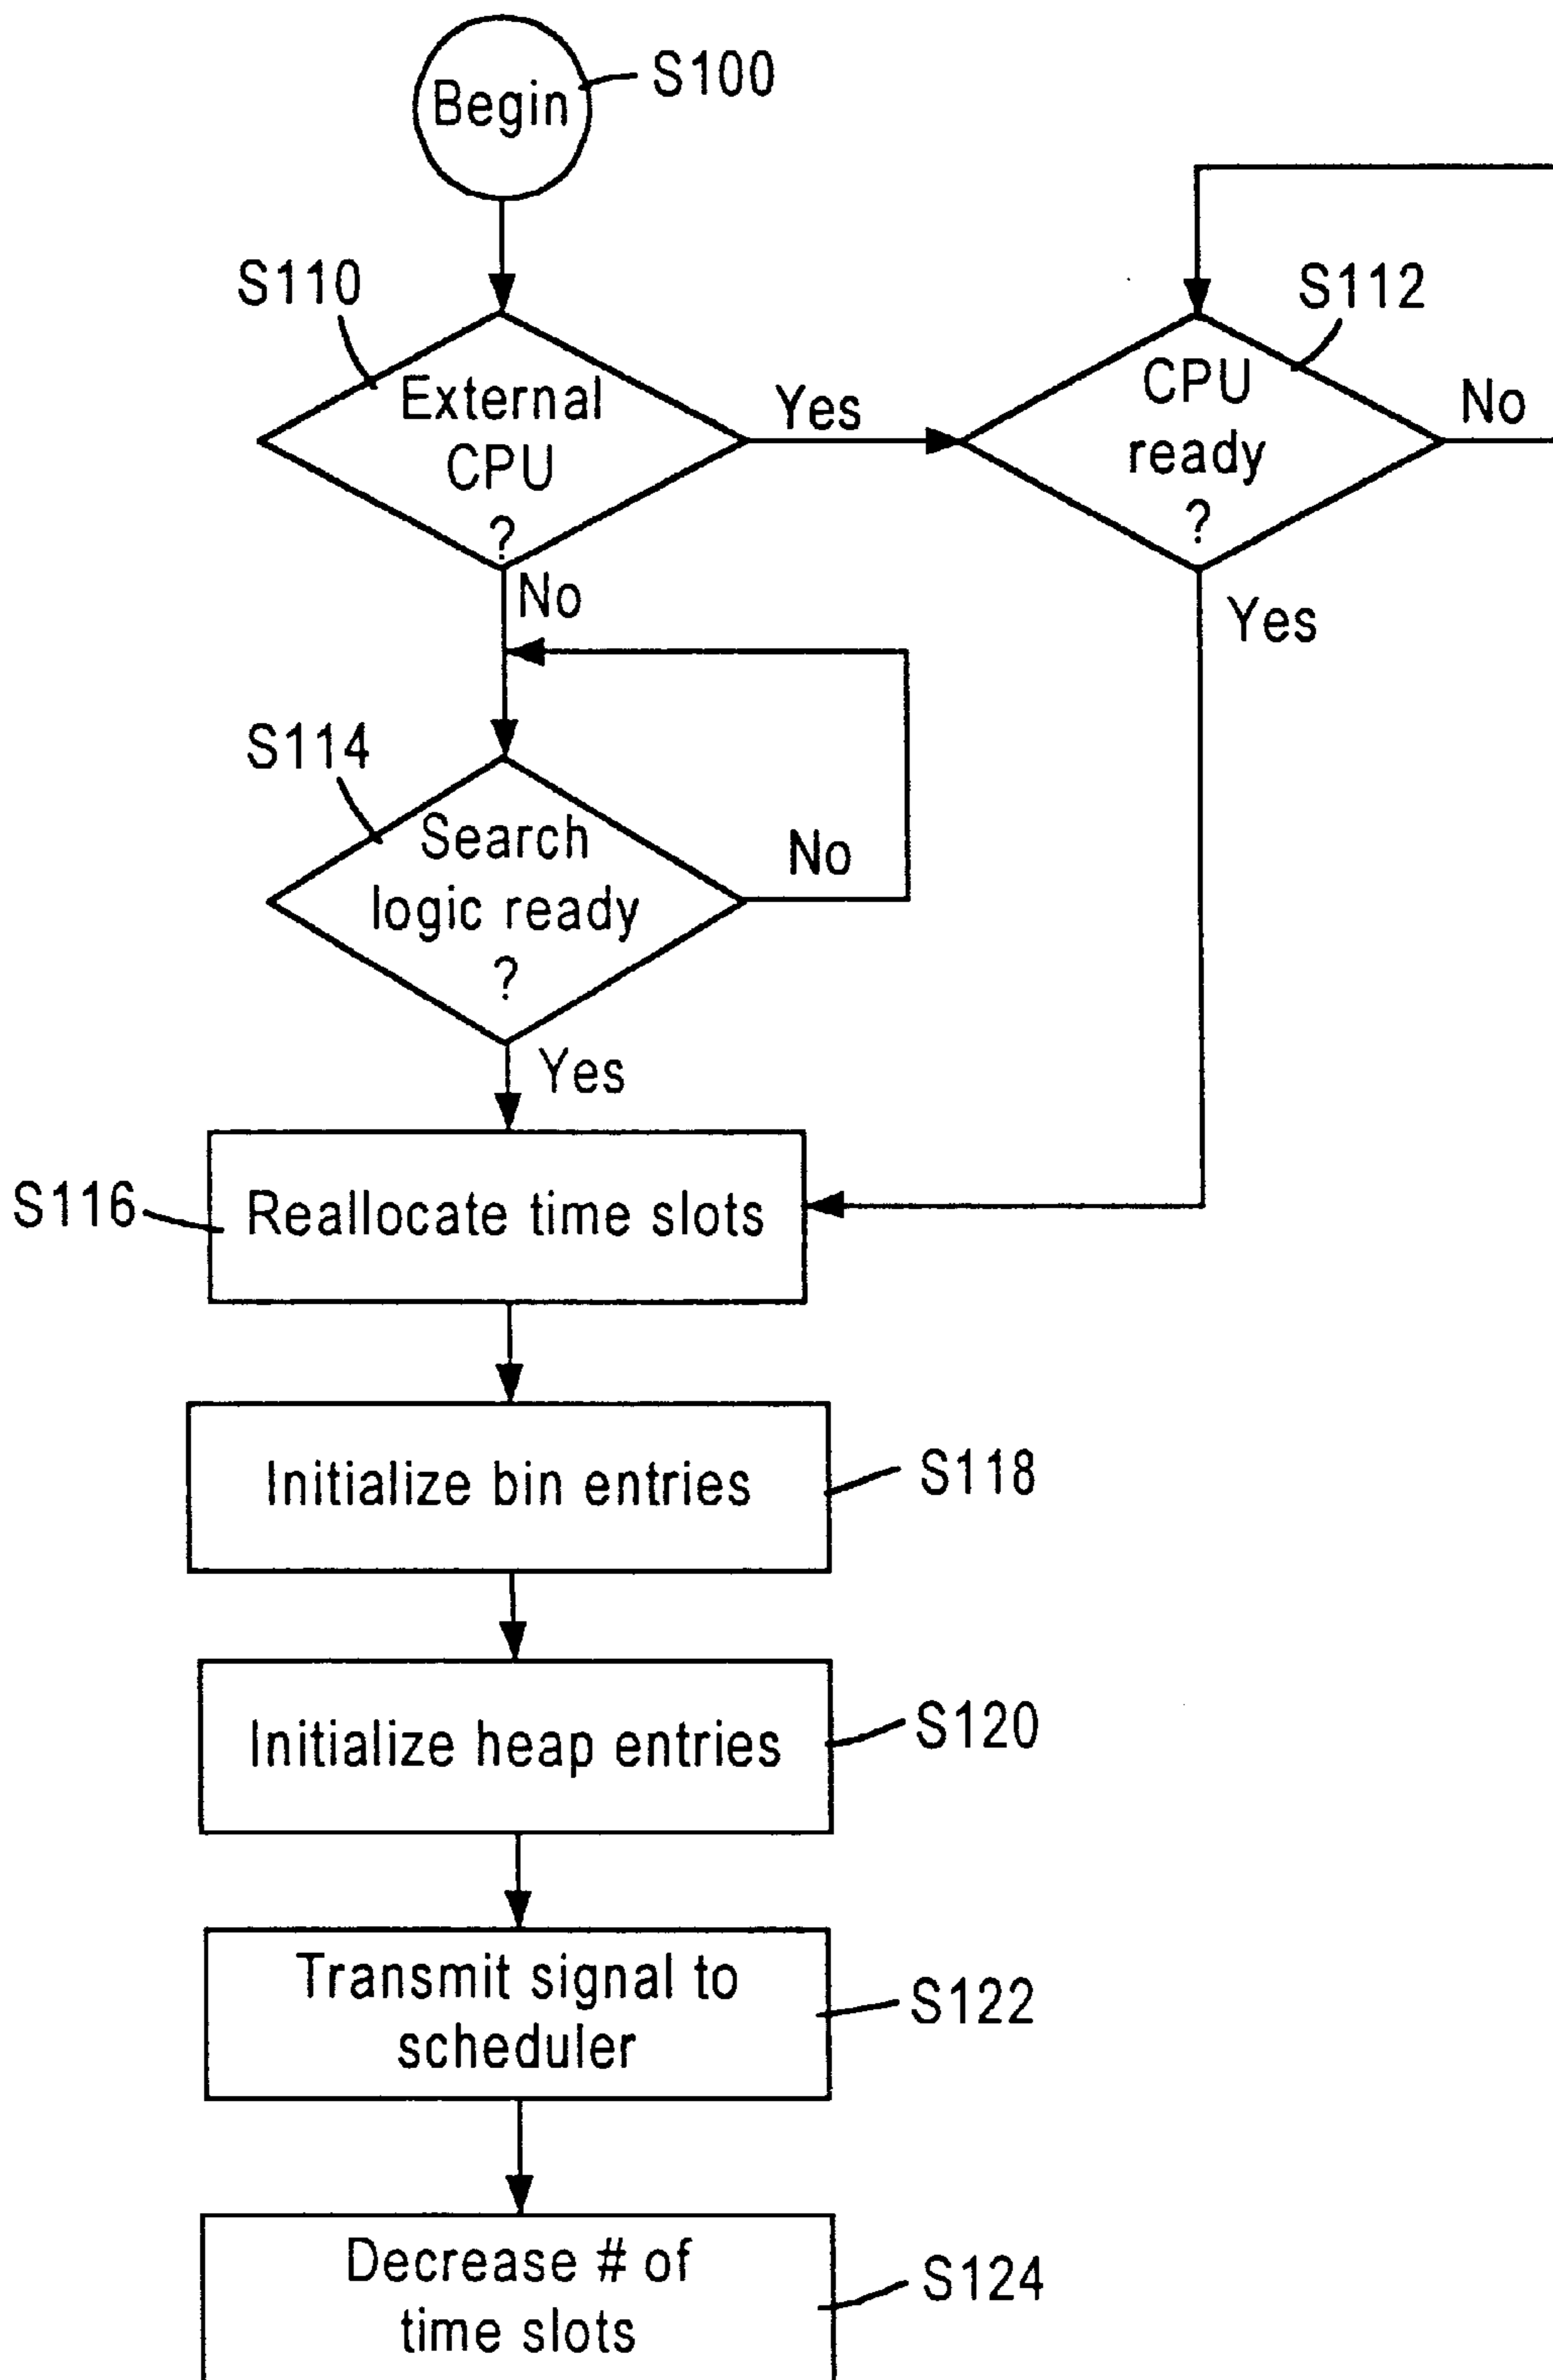 Begin
S100
S110
External
CPU
?
Yes
S112
CPU
ready
?
No
No
Yes
S114
Search
logic ready
?
No
Yes
S116
Reallocate time slots
Initialize bin entries
S118
Initialize heap entries
S120
Transmit signal to
scheduler
S122
Decrease # of
time slots
S124